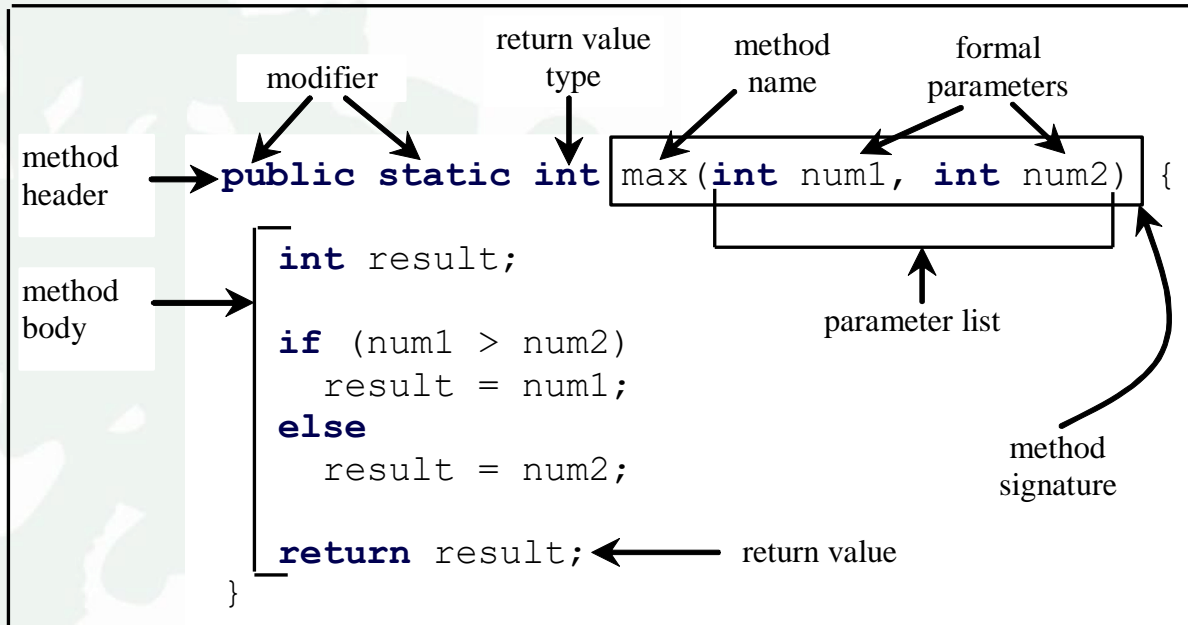 return value
type
method
name
formal
parameters
modifier
method
header
public static int max(int num1, int num2) {
int result;
method
body
parameter list
if (num1 > num2)
result = num1;
else
result = num2;
method
signature
return result;
return value
}